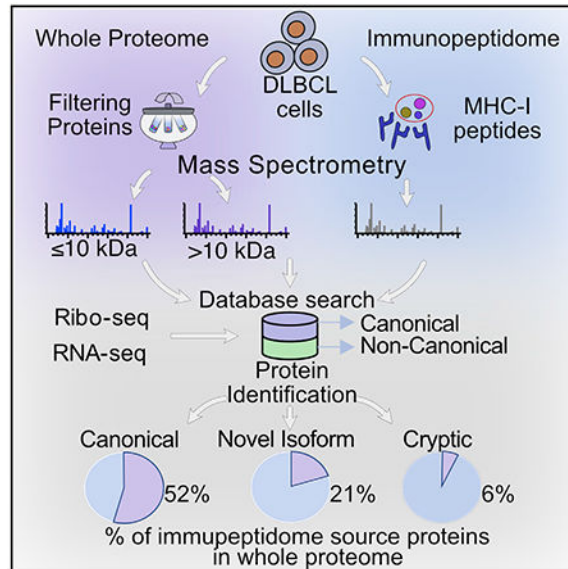 Whole Proteome
Immunopeptidome
DLBCL
cells
Filtering
Proteins
MHC-I
peptides
Mass Spectrometry
≤10 kDa
>10 kDa
Database search
Ribo-seq
RNA-seq
Canonical
Non-Canonical
Protein
Identification
Canonical
Novel Isoform
Cryptic
52%
21%
6%
% of immupeptidome source proteins
in whole proteome